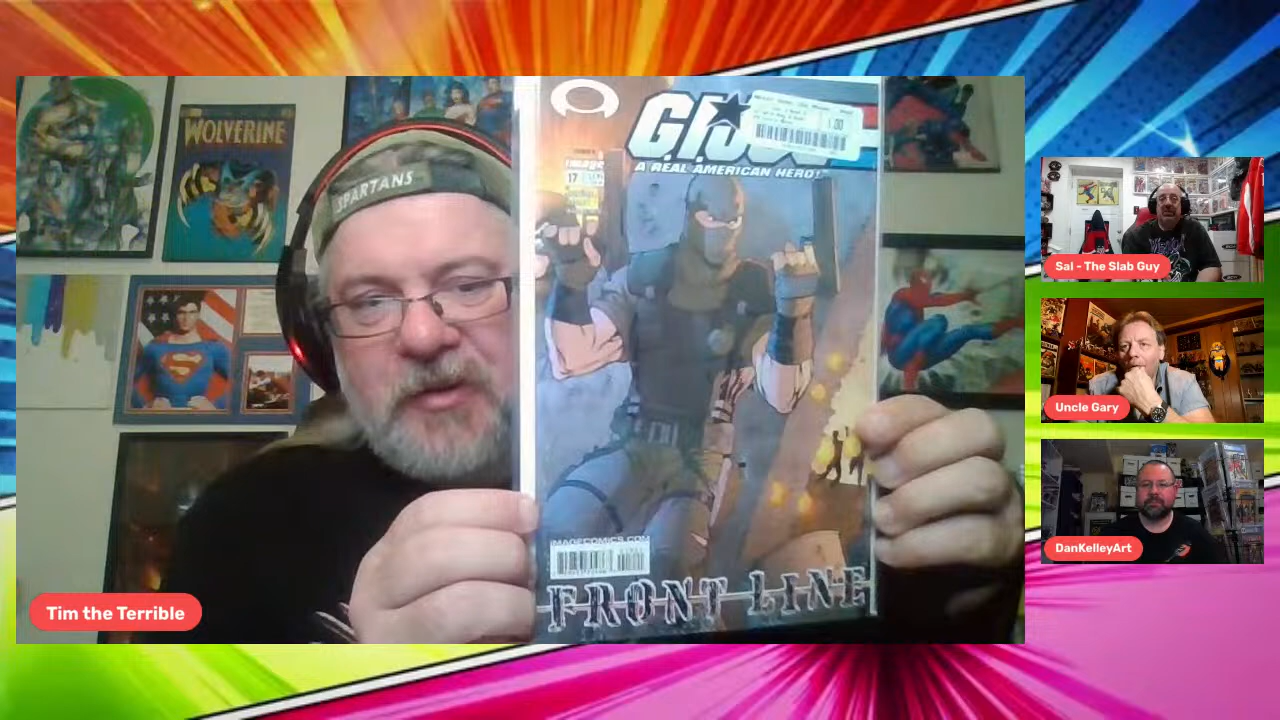 WOLVERINE
SPARTANS
G.I. JOE
A REAL AMERICAN HERO!
IMAGE
17
IMAGECOMICS.COM
FRONT LINE
Tim the Terrible
Sal - The Slab Guy
Uncle Gary
DanKelleyArt